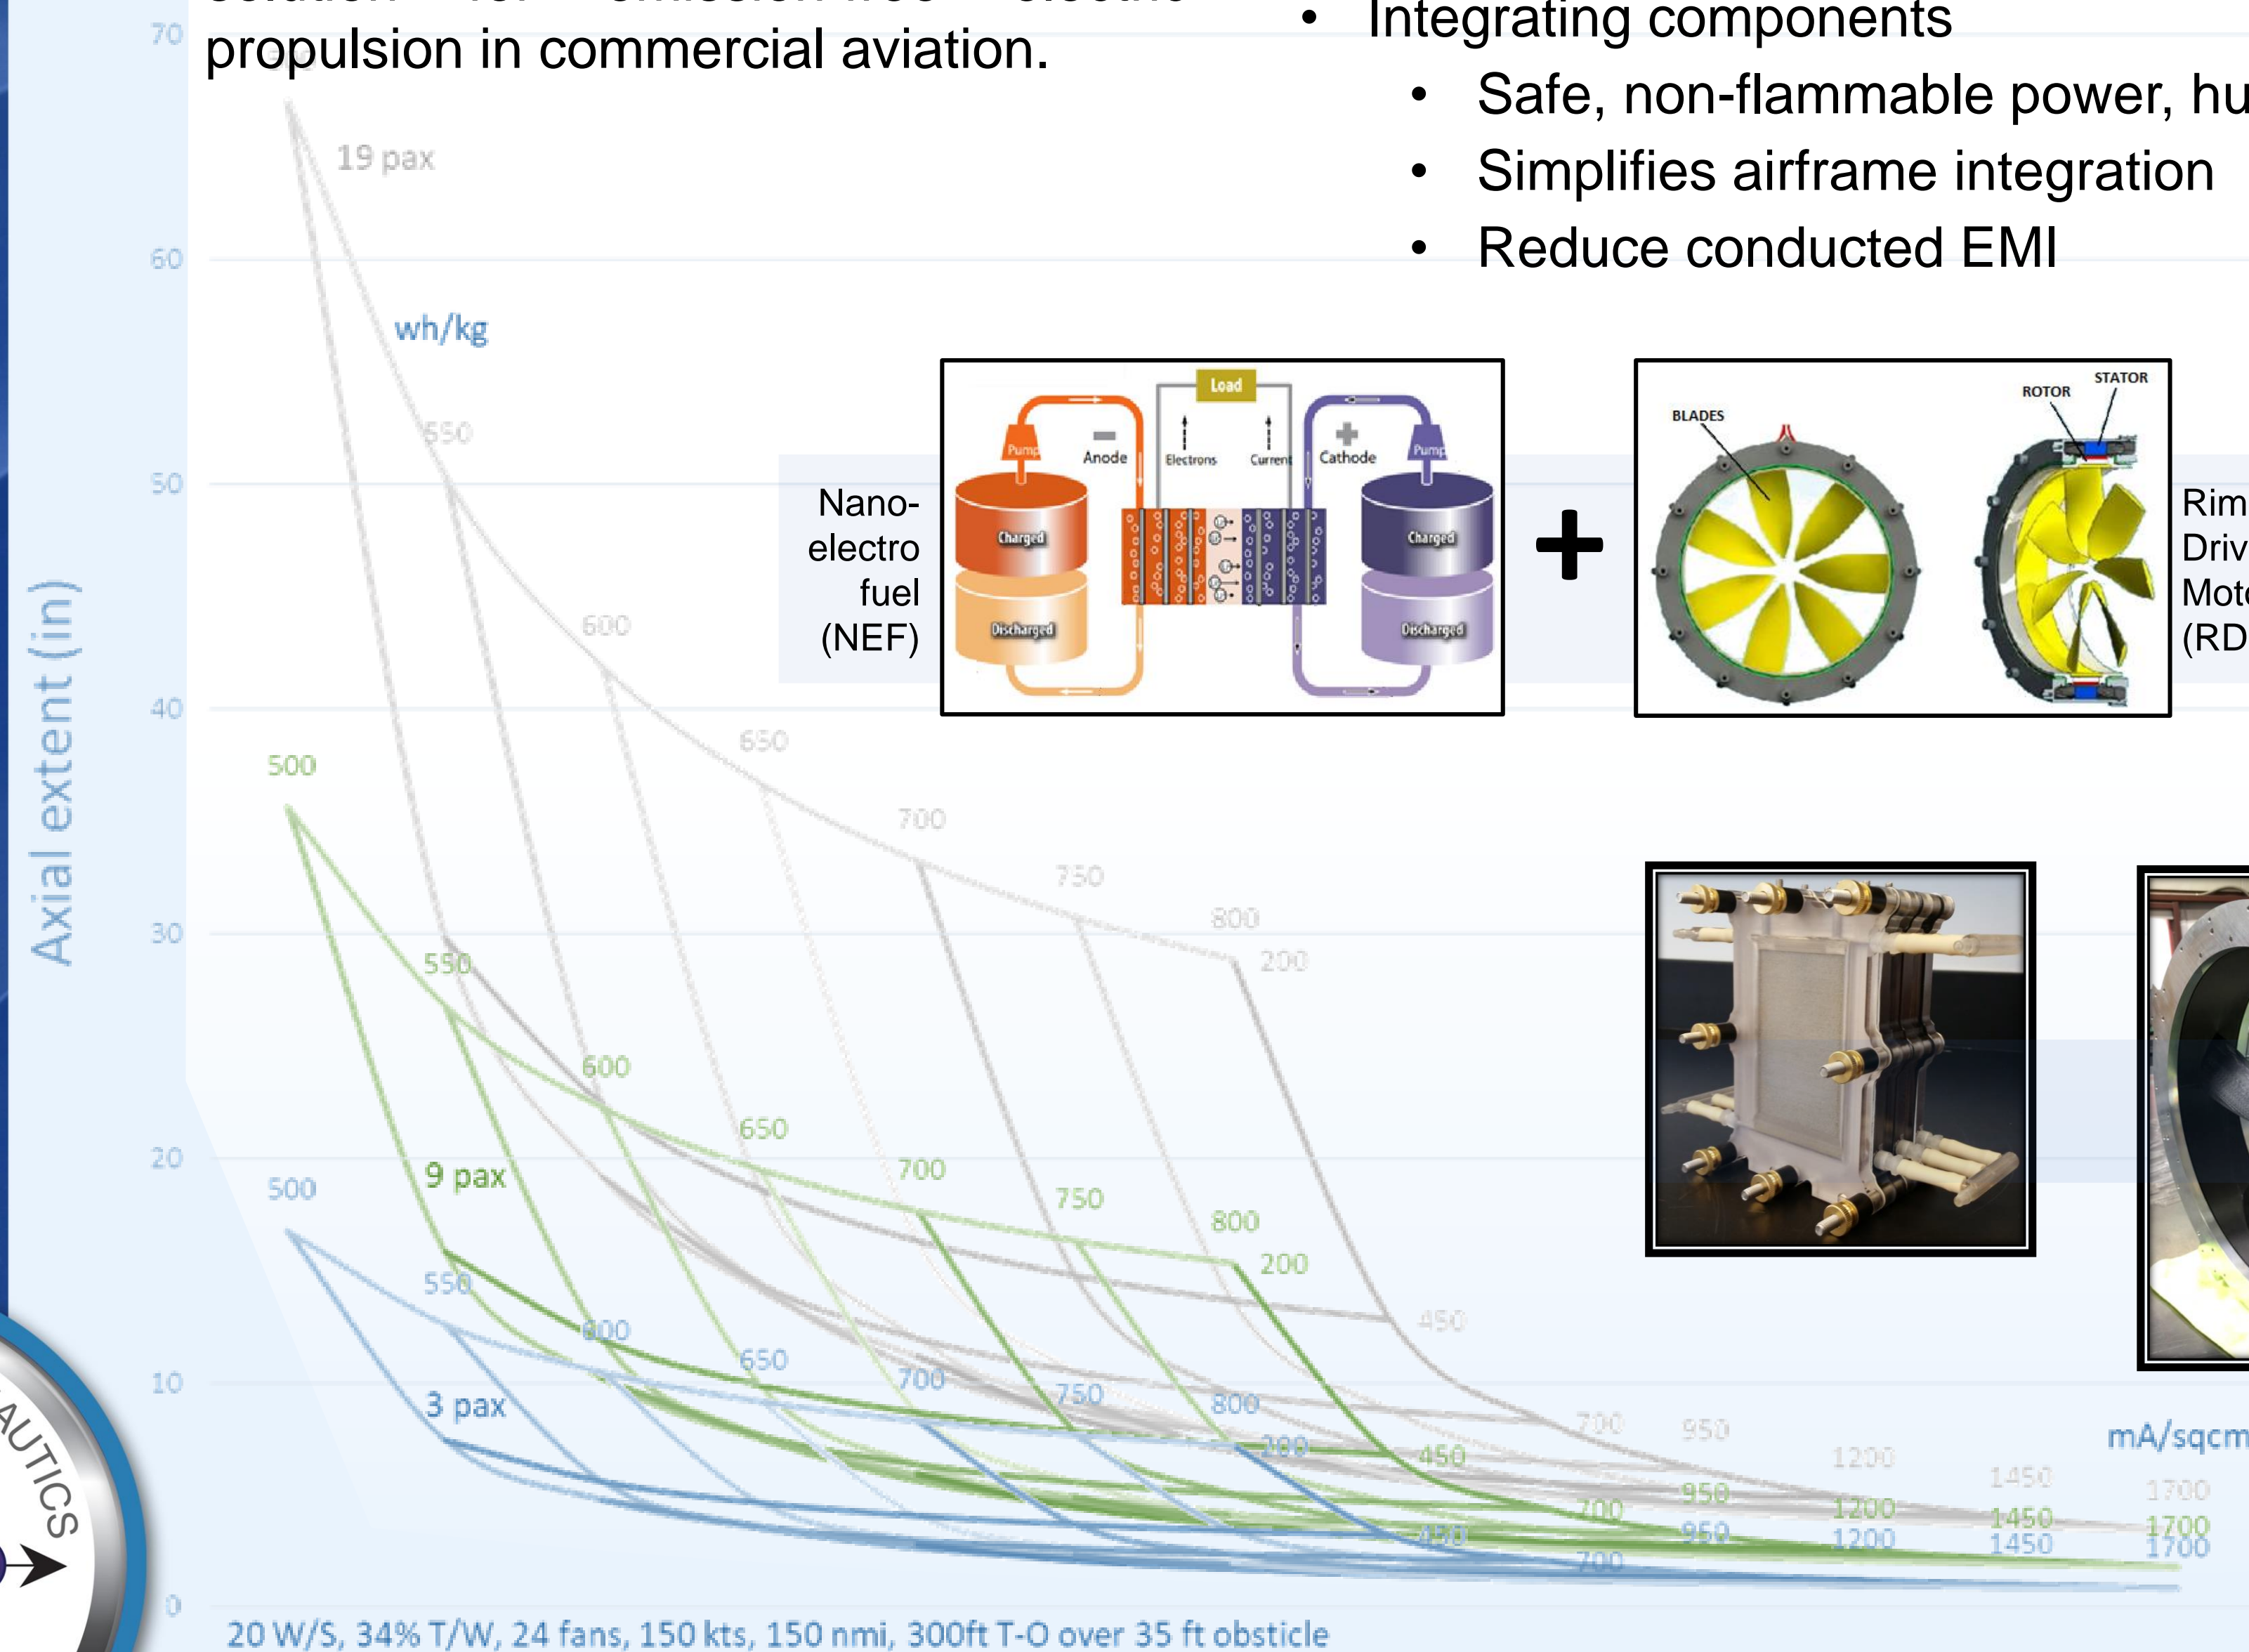 propulsion in commercial aviation.
• Integrating components
• Safe, non-flammable power, hu
• Simplifies airframe integration
• Reduce conducted EMI
Axial extent (in)
70
60
50
40
30
20
10
0
19 pax
wh/kg
550
600
650
700
750
800
200
450
700
950
1200
1450
1700
500
550
600
650
700
750
800
200
9 pax
450
700
950
1200
1450
1700
500
550
600
650
700
750
800
200
3 pax
450
700
950
1200
1450
1700
mA/sqcm
20 W/S, 34% T/W, 24 fans, 150 kts, 150 nmi, 300ft T-O over 35 ft obsticle
Nano-
electro
fuel
(NEF)
Load
Pump
Anode
Electrons
Current
Cathode
Pump
Charged
Discharged
Charged
Discharged
+
BLADES
ROTOR
STATOR
Rim
Driv
Moto
(RD
AUTICS